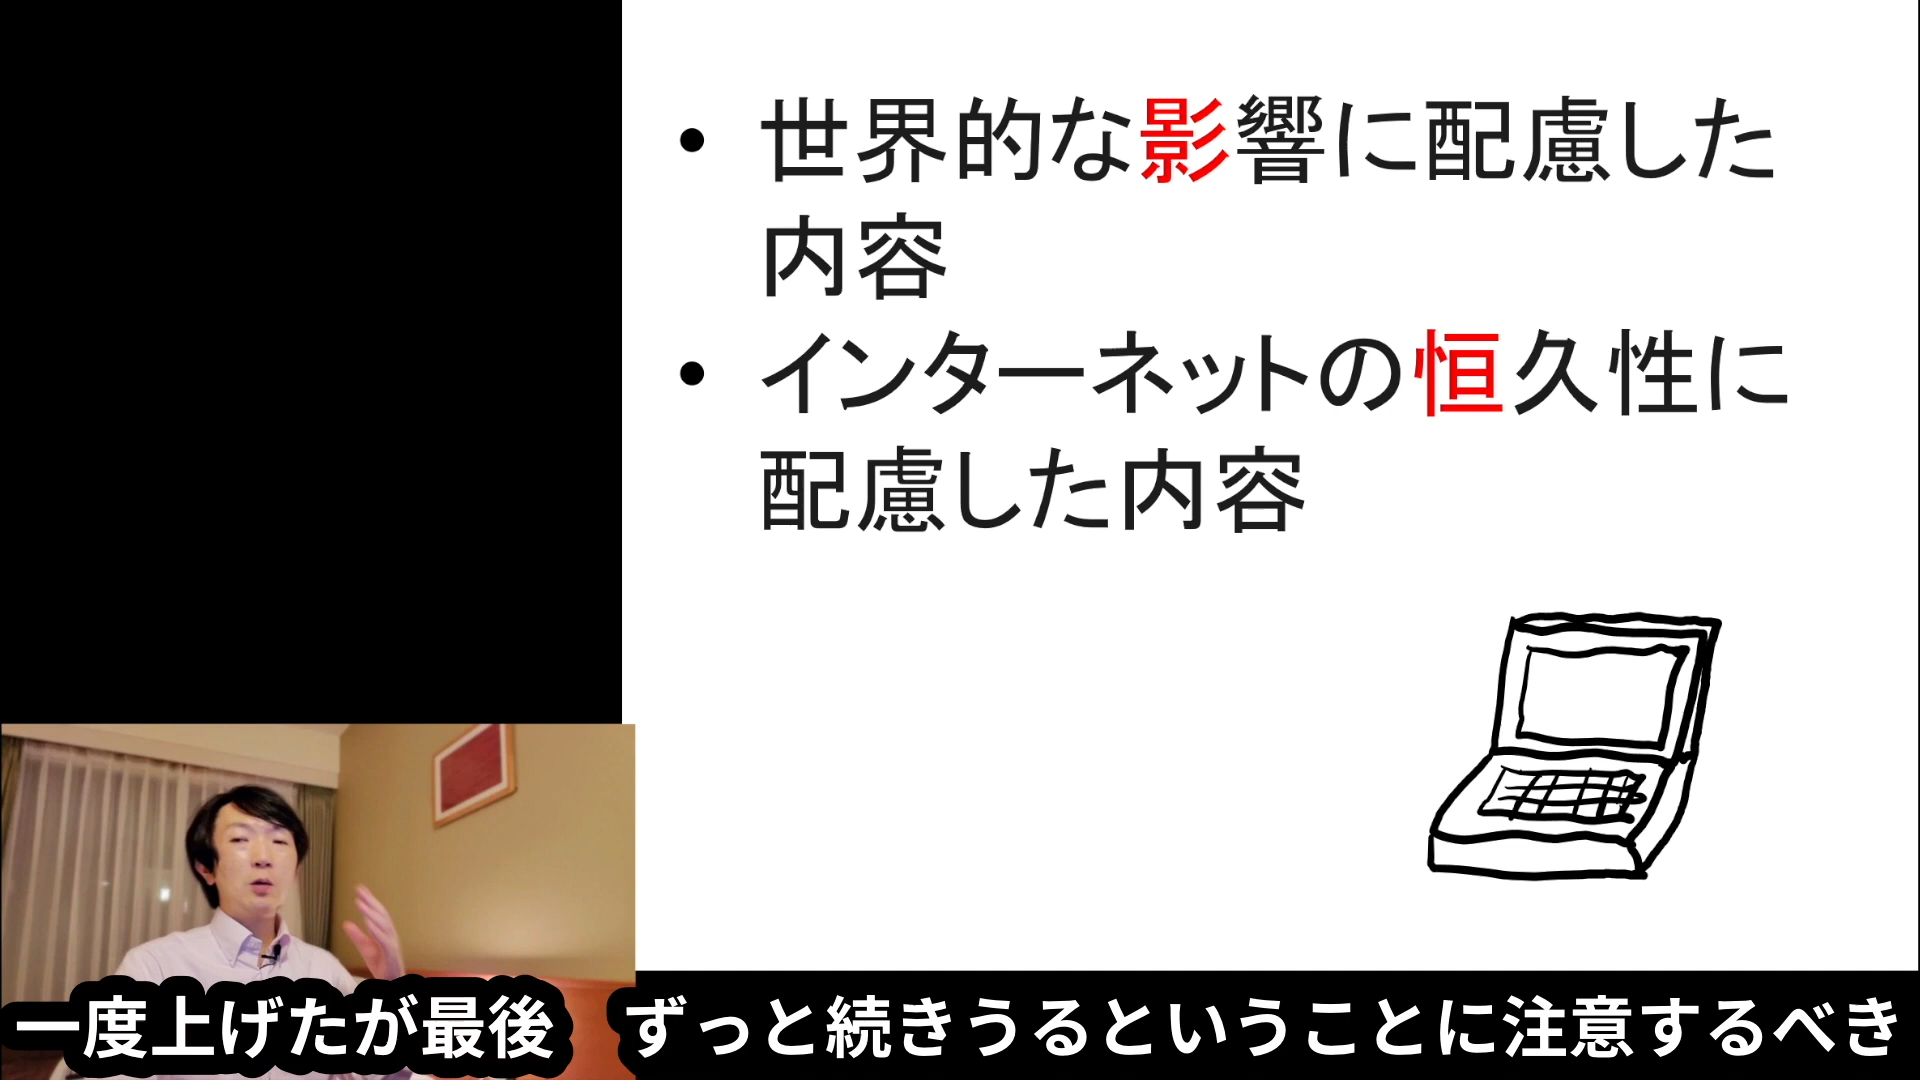 ・世界的な影響に配慮した
内容
・インターネットの恒久性に
配慮した内容
一度上げたが最後　ずっと続きうるということに注意するべき